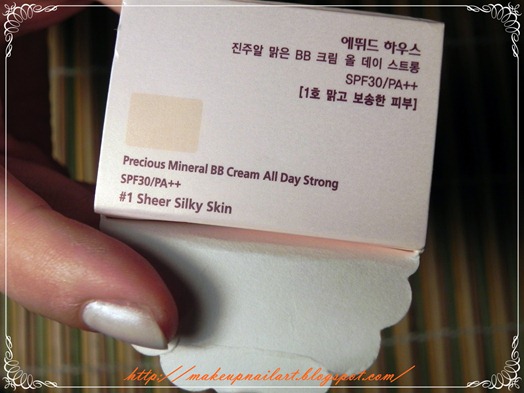 에뛰드 하우스
진주알 맑은 BB 크림 올 데이 스트롱
SPF30/PA++
[1호 맑고 보송한 피부]
Precious Mineral BB Cream All Day Strong
SPF30/PA++
#1 Sheer Silky Skin
http://makeupnailart.blogspot.com/